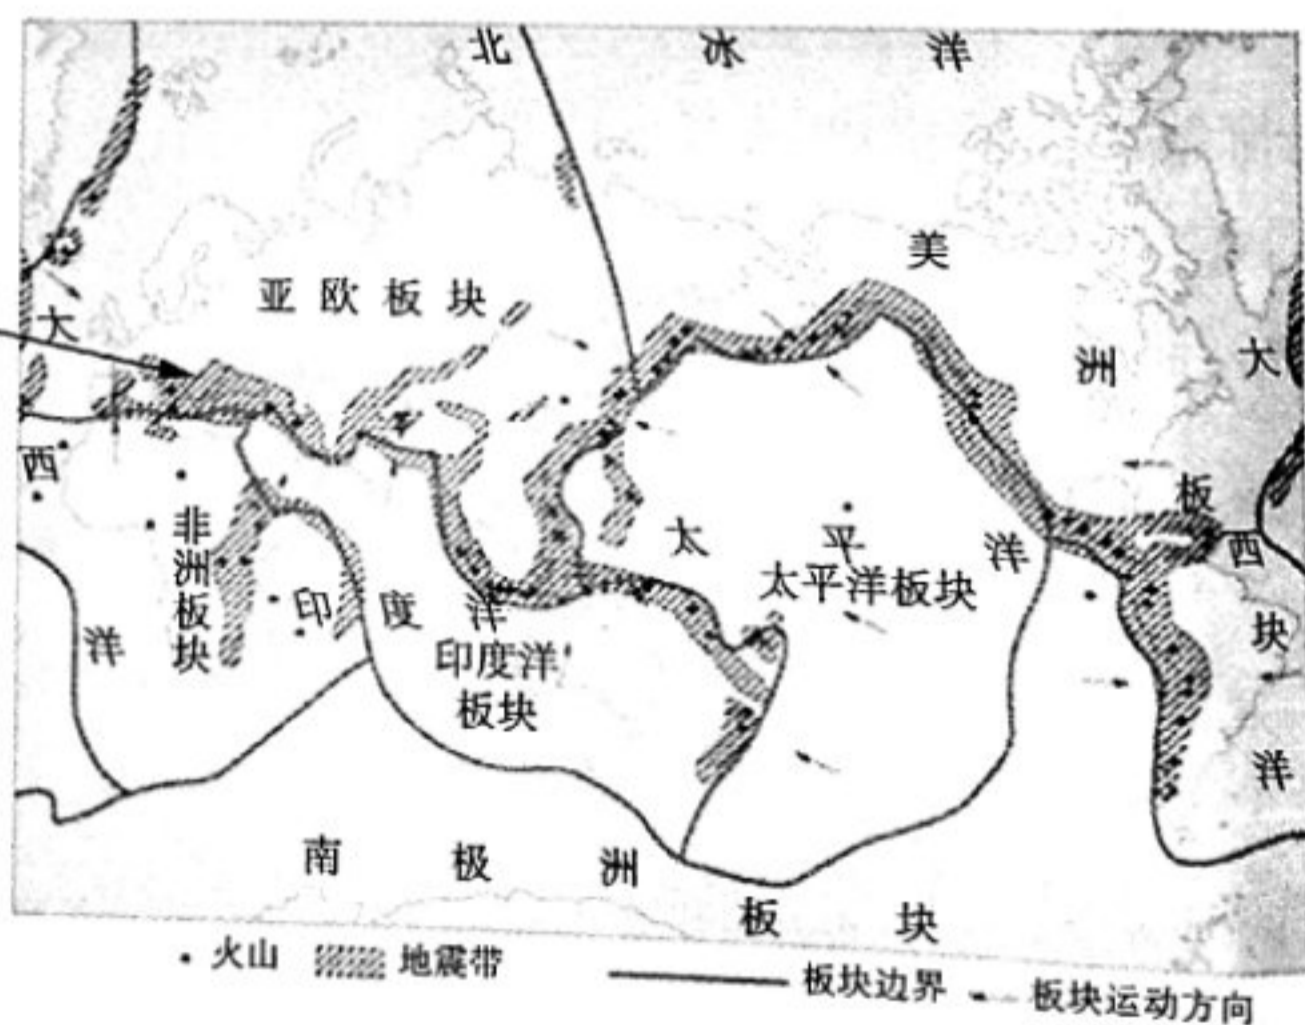 北冰洋
美洲板块
亚欧板块
大西洋
大西洋
非洲板块
印度洋
印度洋
板块
太平洋
太平洋板块
南极洲板块
火山
地震带
板块边界
板块运动方向